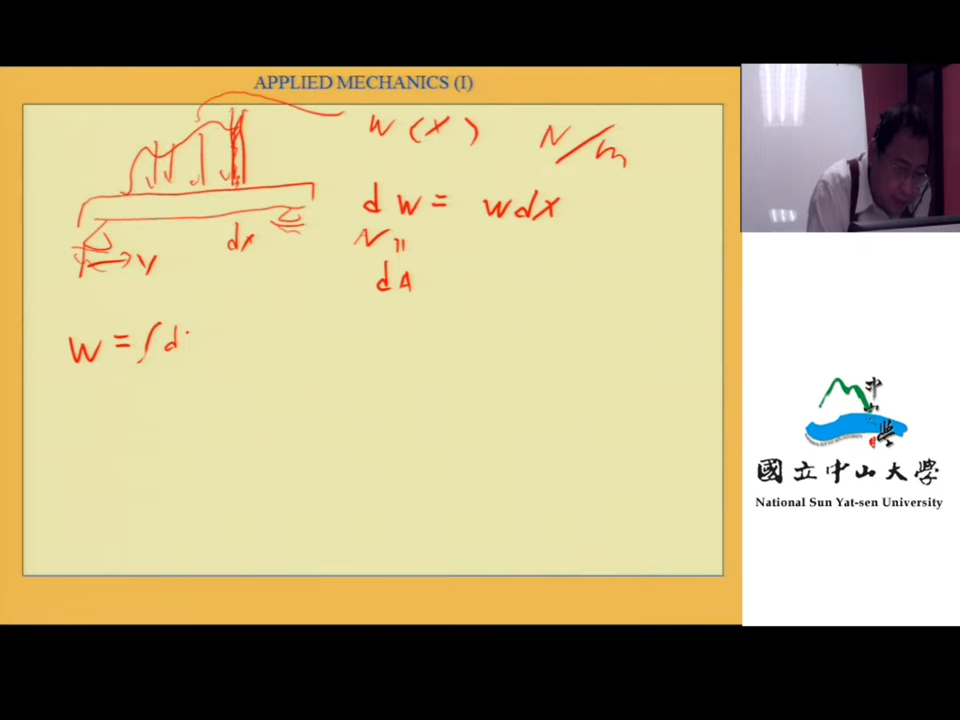 APPLIED MECHANICS (I)
w (x) N/m
dW = wdx
N =
dA
dx
W = ∫ d
國立中山大學
National Sun Yat-sen University